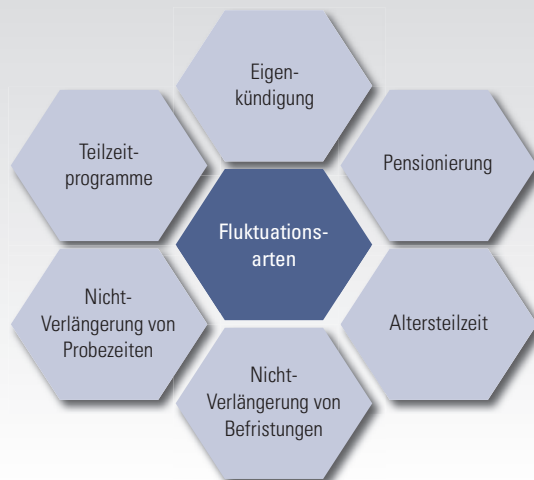 Eigen-
kündigung
Teilzeit-
programme
Pensionierung
Fluktuations-
arten
Nicht-
Verlängerung von
Probezeiten
Altersteilzeit
Nicht-
Verlängerung von
Befristungen